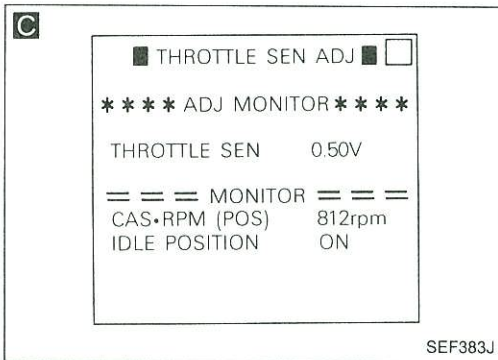 C
THROTTLE SEN ADJ
**** ADJ MONITOR ****
THROTTLE SEN 0.50V
=== MONITOR ===
CAS•RPM (POS) 812rpm
IDLE POSITION ON
SEF383J